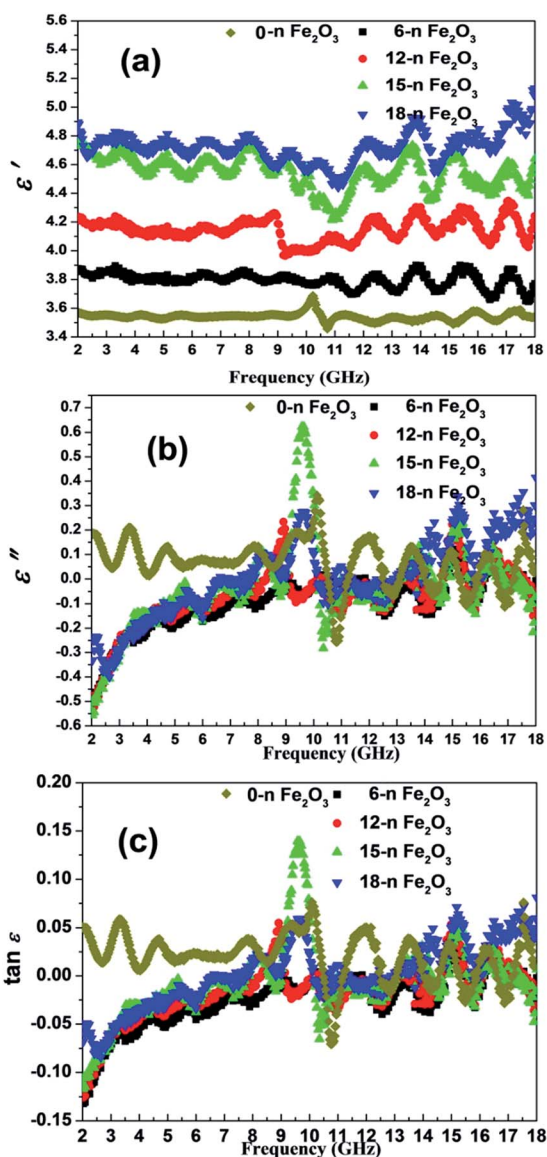 5.6
5.4
5.2
5.0
4.8
4.6
4.4
4.2
4.0
3.8
3.6
3.4
ε ′
(a)
0-n Fe₂O₃
6-n Fe₂O₃
12-n Fe₂O₃
15-n Fe₂O₃
18-n Fe₂O₃
2 3 4 5 6 7 8 9 10 11 12 13 14 15 16 17 18
Frequency (GHz)
0.7
0.6
0.5
0.4
0.3
0.2
0.1
0.0
-0.1
-0.2
-0.3
-0.4
-0.5
-0.6
ε ″
(b)
0-n Fe₂O₃
6-n Fe₂O₃
12-n Fe₂O₃
15-n Fe₂O₃
18-n Fe₂O₃
2 3 4 5 6 7 8 9 10 11 12 13 14 15 16 17 18
Frequency (GHz)
0.20
0.15
0.10
0.05
0.00
-0.05
-0.10
-0.15
tan ε
(c)
0-n Fe₂O₃
6-n Fe₂O₃
12-n Fe₂O₃
15-n Fe₂O₃
18-n Fe₂O₃
2 3 4 5 6 7 8 9 10 11 12 13 14 15 16 17 18
Frequency (GHz)